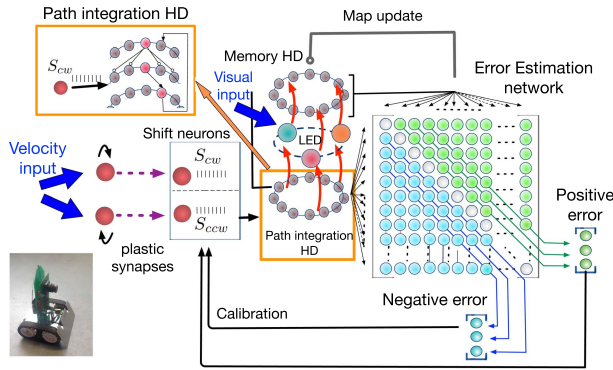 Path integration HD
S_cw
Map update
Memory HD
Visual
input
Error Estimation
network
Shift neurons
LED
Velocity
input
S_cw
S_ccw
Positive
error
plastic
synapses
Path integration
HD
Negative error
Calibration